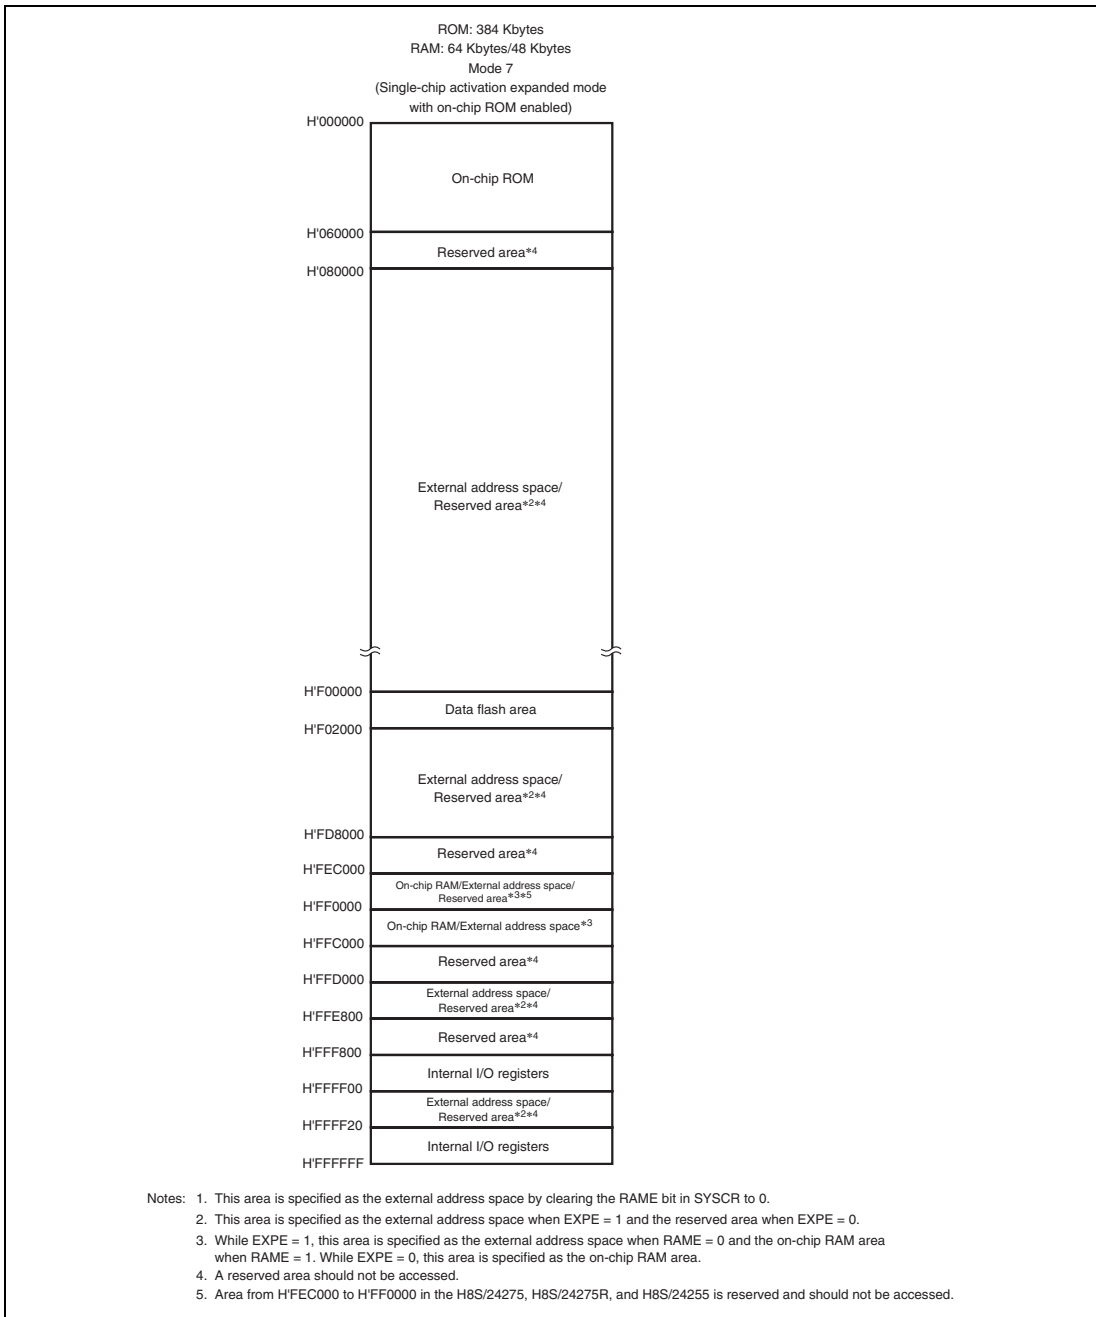 ROM: 384 Kbytes
RAM: 64 Kbytes/48 Kbytes
Mode 7
(Single-chip activation expanded mode
with on-chip ROM enabled)
H'000000
On-chip ROM
H'060000
Reserved area*4
H'080000
External address space/
Reserved area*2*4
H'F00000
Data flash area
H'F02000
External address space/
Reserved area*2*4
H'FD8000
Reserved area*4
H'FEC000
On-chip RAM/External address space/
Reserved area*3*5
H'FF0000
On-chip RAM/External address space*3
H'FFC000
Reserved area*4
H'FFD000
External address space/
Reserved area*2*4
H'FFE800
Reserved area*4
H'FFF800
Internal I/O registers
H'FFFF00
External address space/
Reserved area*2*4
H'FFFF20
Internal I/O registers
H'FFFFFF
Notes: 1. This area is specified as the external address space by clearing the RAME bit in SYSCR to 0.
2. This area is specified as the external address space when EXPE = 1 and the reserved area when EXPE = 0.
3. While EXPE = 1, this area is specified as the external address space when RAME = 0 and the on-chip RAM area
when RAME = 1. While EXPE = 0, this area is specified as the on-chip RAM area.
4. A reserved area should not be accessed.
5. Area from H'FEC000 to H'FF0000 in the H8S/24275, H8S/24275R, and H8S/24255 is reserved and should not be accessed.